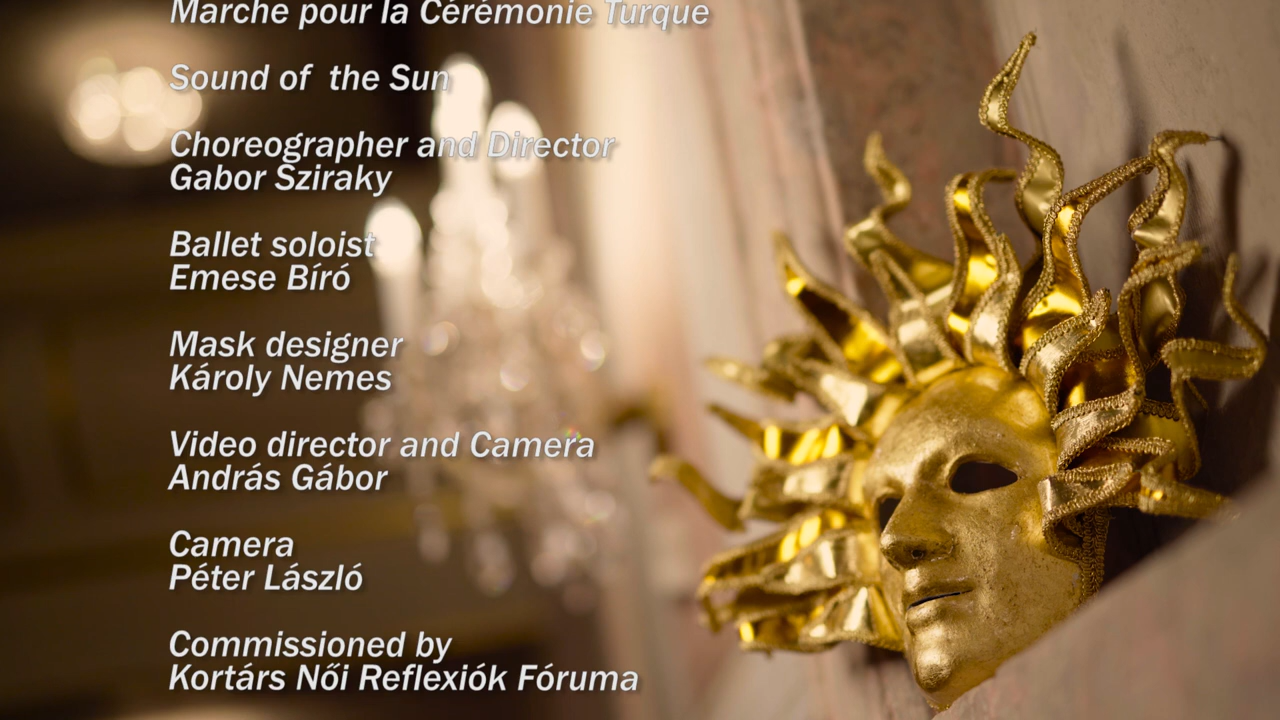 Marche pour la Cérémonie Turque
Sound of the Sun
Choreographer and Director
Gabor Sziraky
Ballet soloist
Emese Bíró
Mask designer
Károly Nemes
Video director and Camera
András Gábor
Camera
Péter László
Commissioned by
Kortárs Női Reflexiók Fóruma